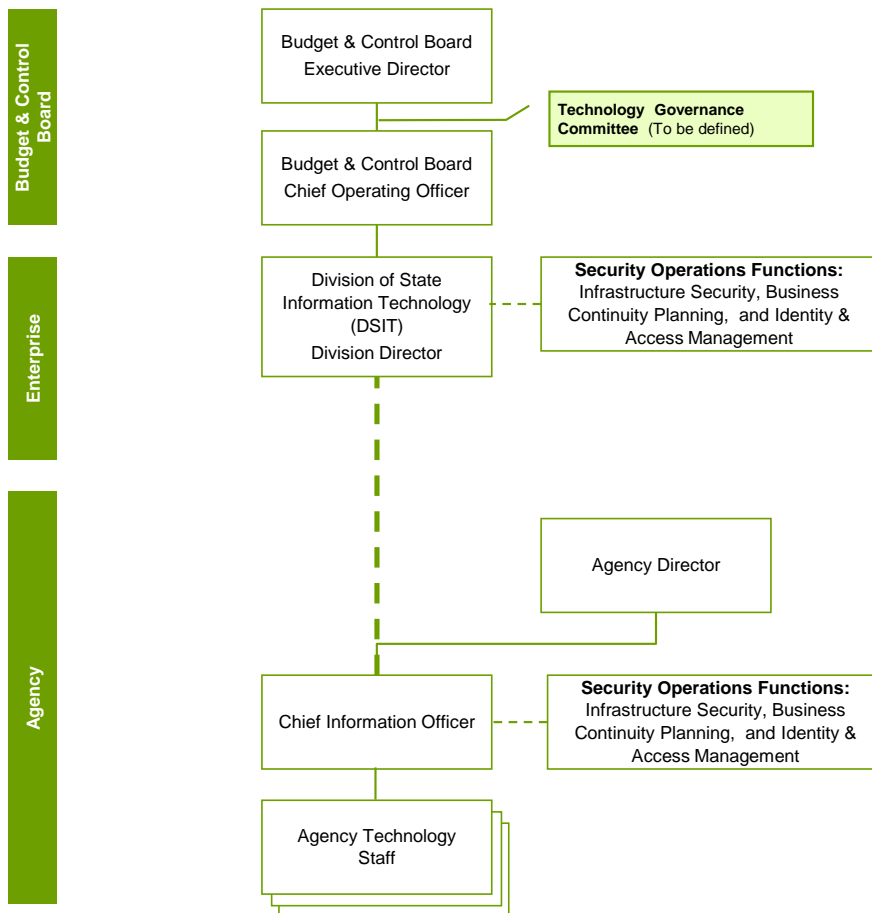 Budget & Control
Board
Budget & Control Board
Executive Director
Technology Governance
Committee (To be defined)
Budget & Control Board
Chief Operating Officer
Enterprise
Division of State
Information Technology
(DSIT)
Division Director
Security Operations Functions:
Infrastructure Security, Business
Continuity Planning, and Identity &
Access Management
Agency
Agency Director
Chief Information Officer
Security Operations Functions:
Infrastructure Security, Business
Continuity Planning, and Identity &
Access Management
Agency Technology
Staff